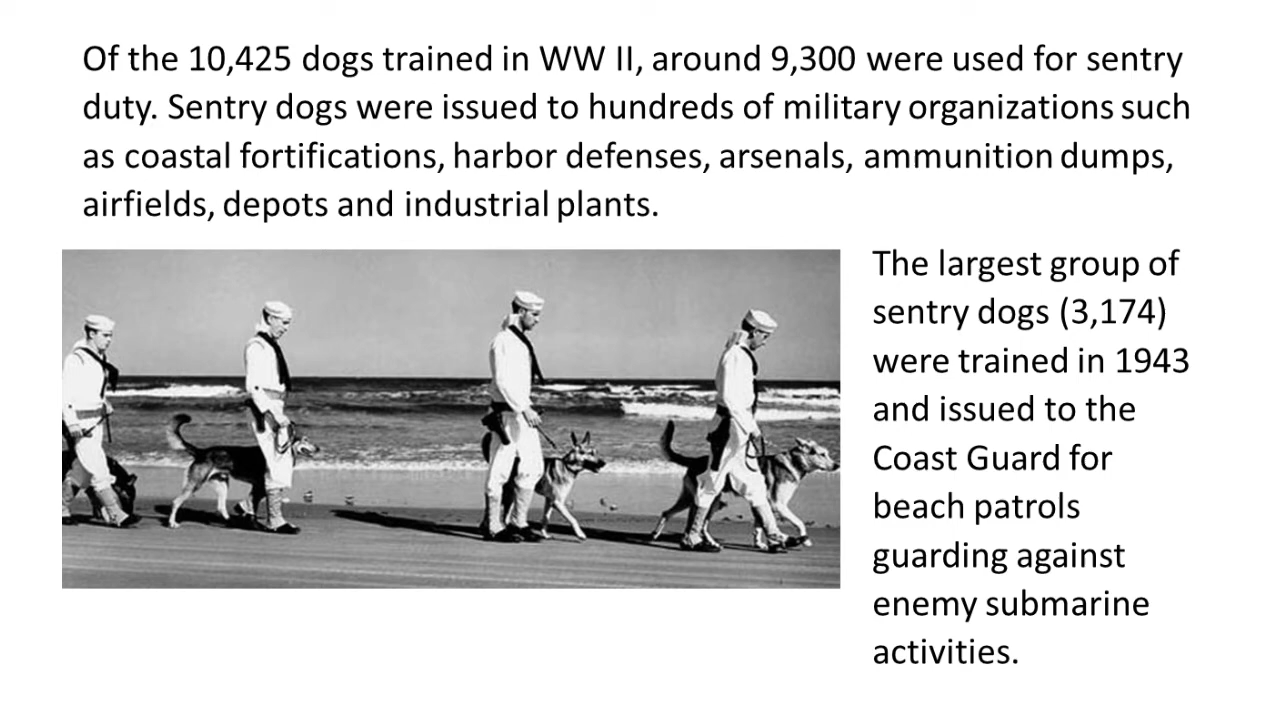 Of the 10,425 dogs trained in WW II, around 9,300 were used for sentry
duty. Sentry dogs were issued to hundreds of military organizations such
as coastal fortifications, harbor defenses, arsenals, ammunition dumps,
airfields, depots and industrial plants.
The largest group of
sentry dogs (3,174)
were trained in 1943
and issued to the
Coast Guard for
beach patrols
guarding against
enemy submarine
activities.